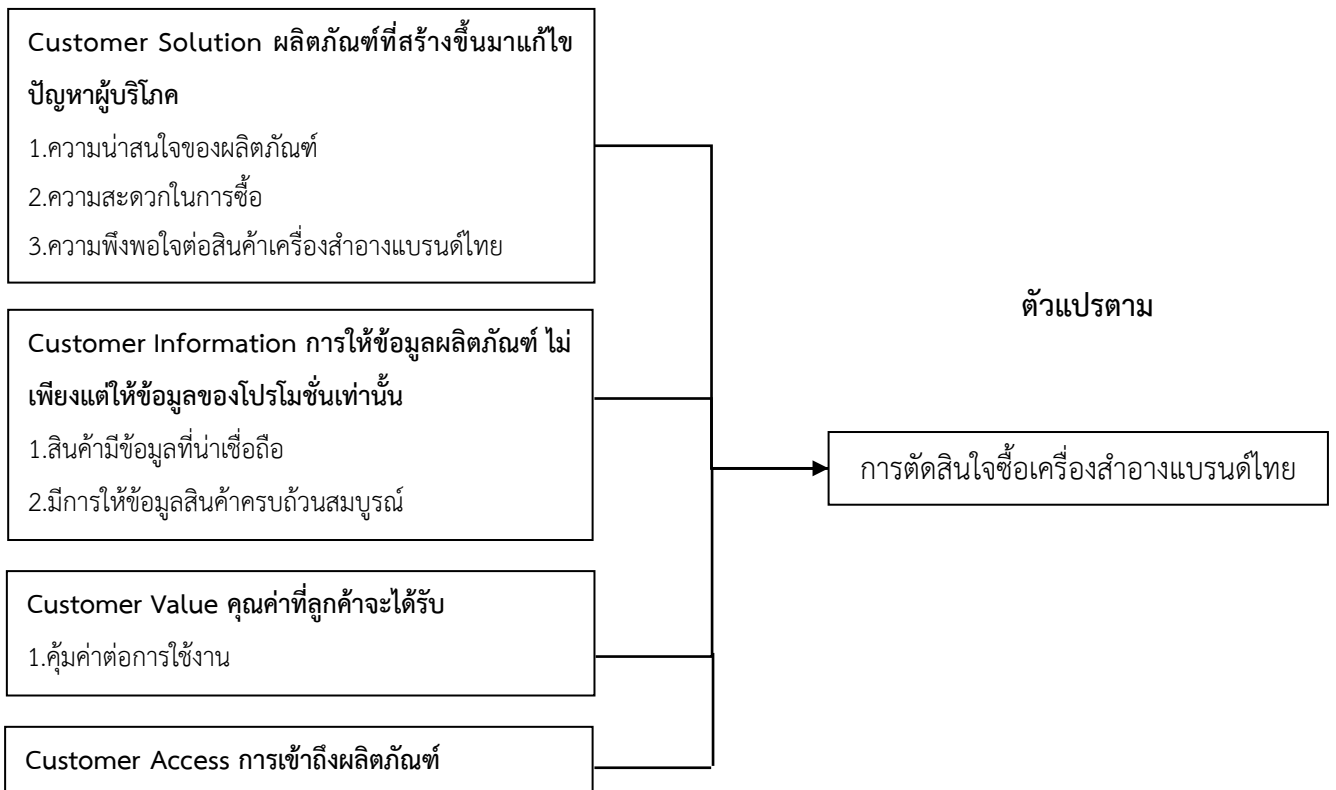 Customer Solution ผลิตภัณฑ์ที่สร้างขึ้นมาแก้ไข
ปัญหาผู้บริโภค
1.ความน่าสนใจของผลิตภัณฑ์
2.ความสะดวกในการซื้อ
3.ความพึงพอใจต่อสินค้าเครื่องสำอางแบรนด์ไทย
Customer Information การให้ข้อมูลผลิตภัณฑ์ ไม่
เพียงแต่ให้ข้อมูลของโปรโมชั่นเท่านั้น
1.สินค้ามีข้อมูลที่น่าเชื่อถือ
2.มีการให้ข้อมูลสินค้าครบถ้วนสมบูรณ์
Customer Value คุณค่าที่ลูกค้าจะได้รับ
1.คุ้มค่าต่อการใช้งาน
Customer Access การเข้าถึงผลิตภัณฑ์
ตัวแปรตาม
การตัดสินใจซื้อเครื่องสำอางแบรนด์ไทย